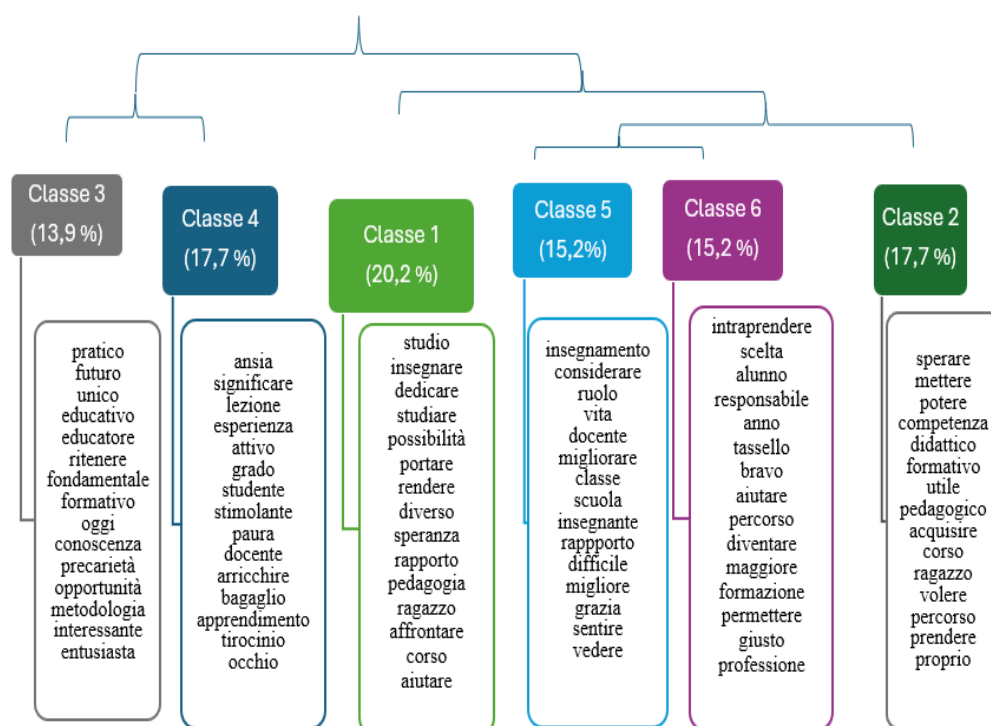 Classe 3
(13,9 %)
pratico
futuro
unico
educativo
educatore
ritenere
fondamentale
formativo
oggi
conoscenza
precarietà
opportunità
metodologia
interessante
entusiasta
Classe 4
(17,7 %)
ansia
significare
lezione
esperienza
attivo
grado
studente
stimolante
paura
docente
arricchire
bagaglio
apprendimento
tirocinio
occhio
Classe 1
(20,2 %)
studio
insegnare
dedicare
studiare
possibilità
portare
rendere
diverso
speranza
rapporto
pedagogia
ragazzo
affrontare
corso
aiutare
Classe 5
(15,2%)
insegnamento
considerare
ruolo
vita
docente
migliorare
classe
scuola
insegnante
rappporto
difficile
migliore
grazia
sentire
vedere
Classe 6
(15,2 %)
intraprendere
scelta
alunno
responsabile
anno
tassello
bravo
aiutare
percorso
diventare
maggiore
formazione
permettere
giusto
professione
Classe 2
(17,7 %)
sperare
mettere
potere
competenza
didattico
formativo
utile
pedagogico
acquisire
corso
ragazzo
volere
percorso
prendere
proprio